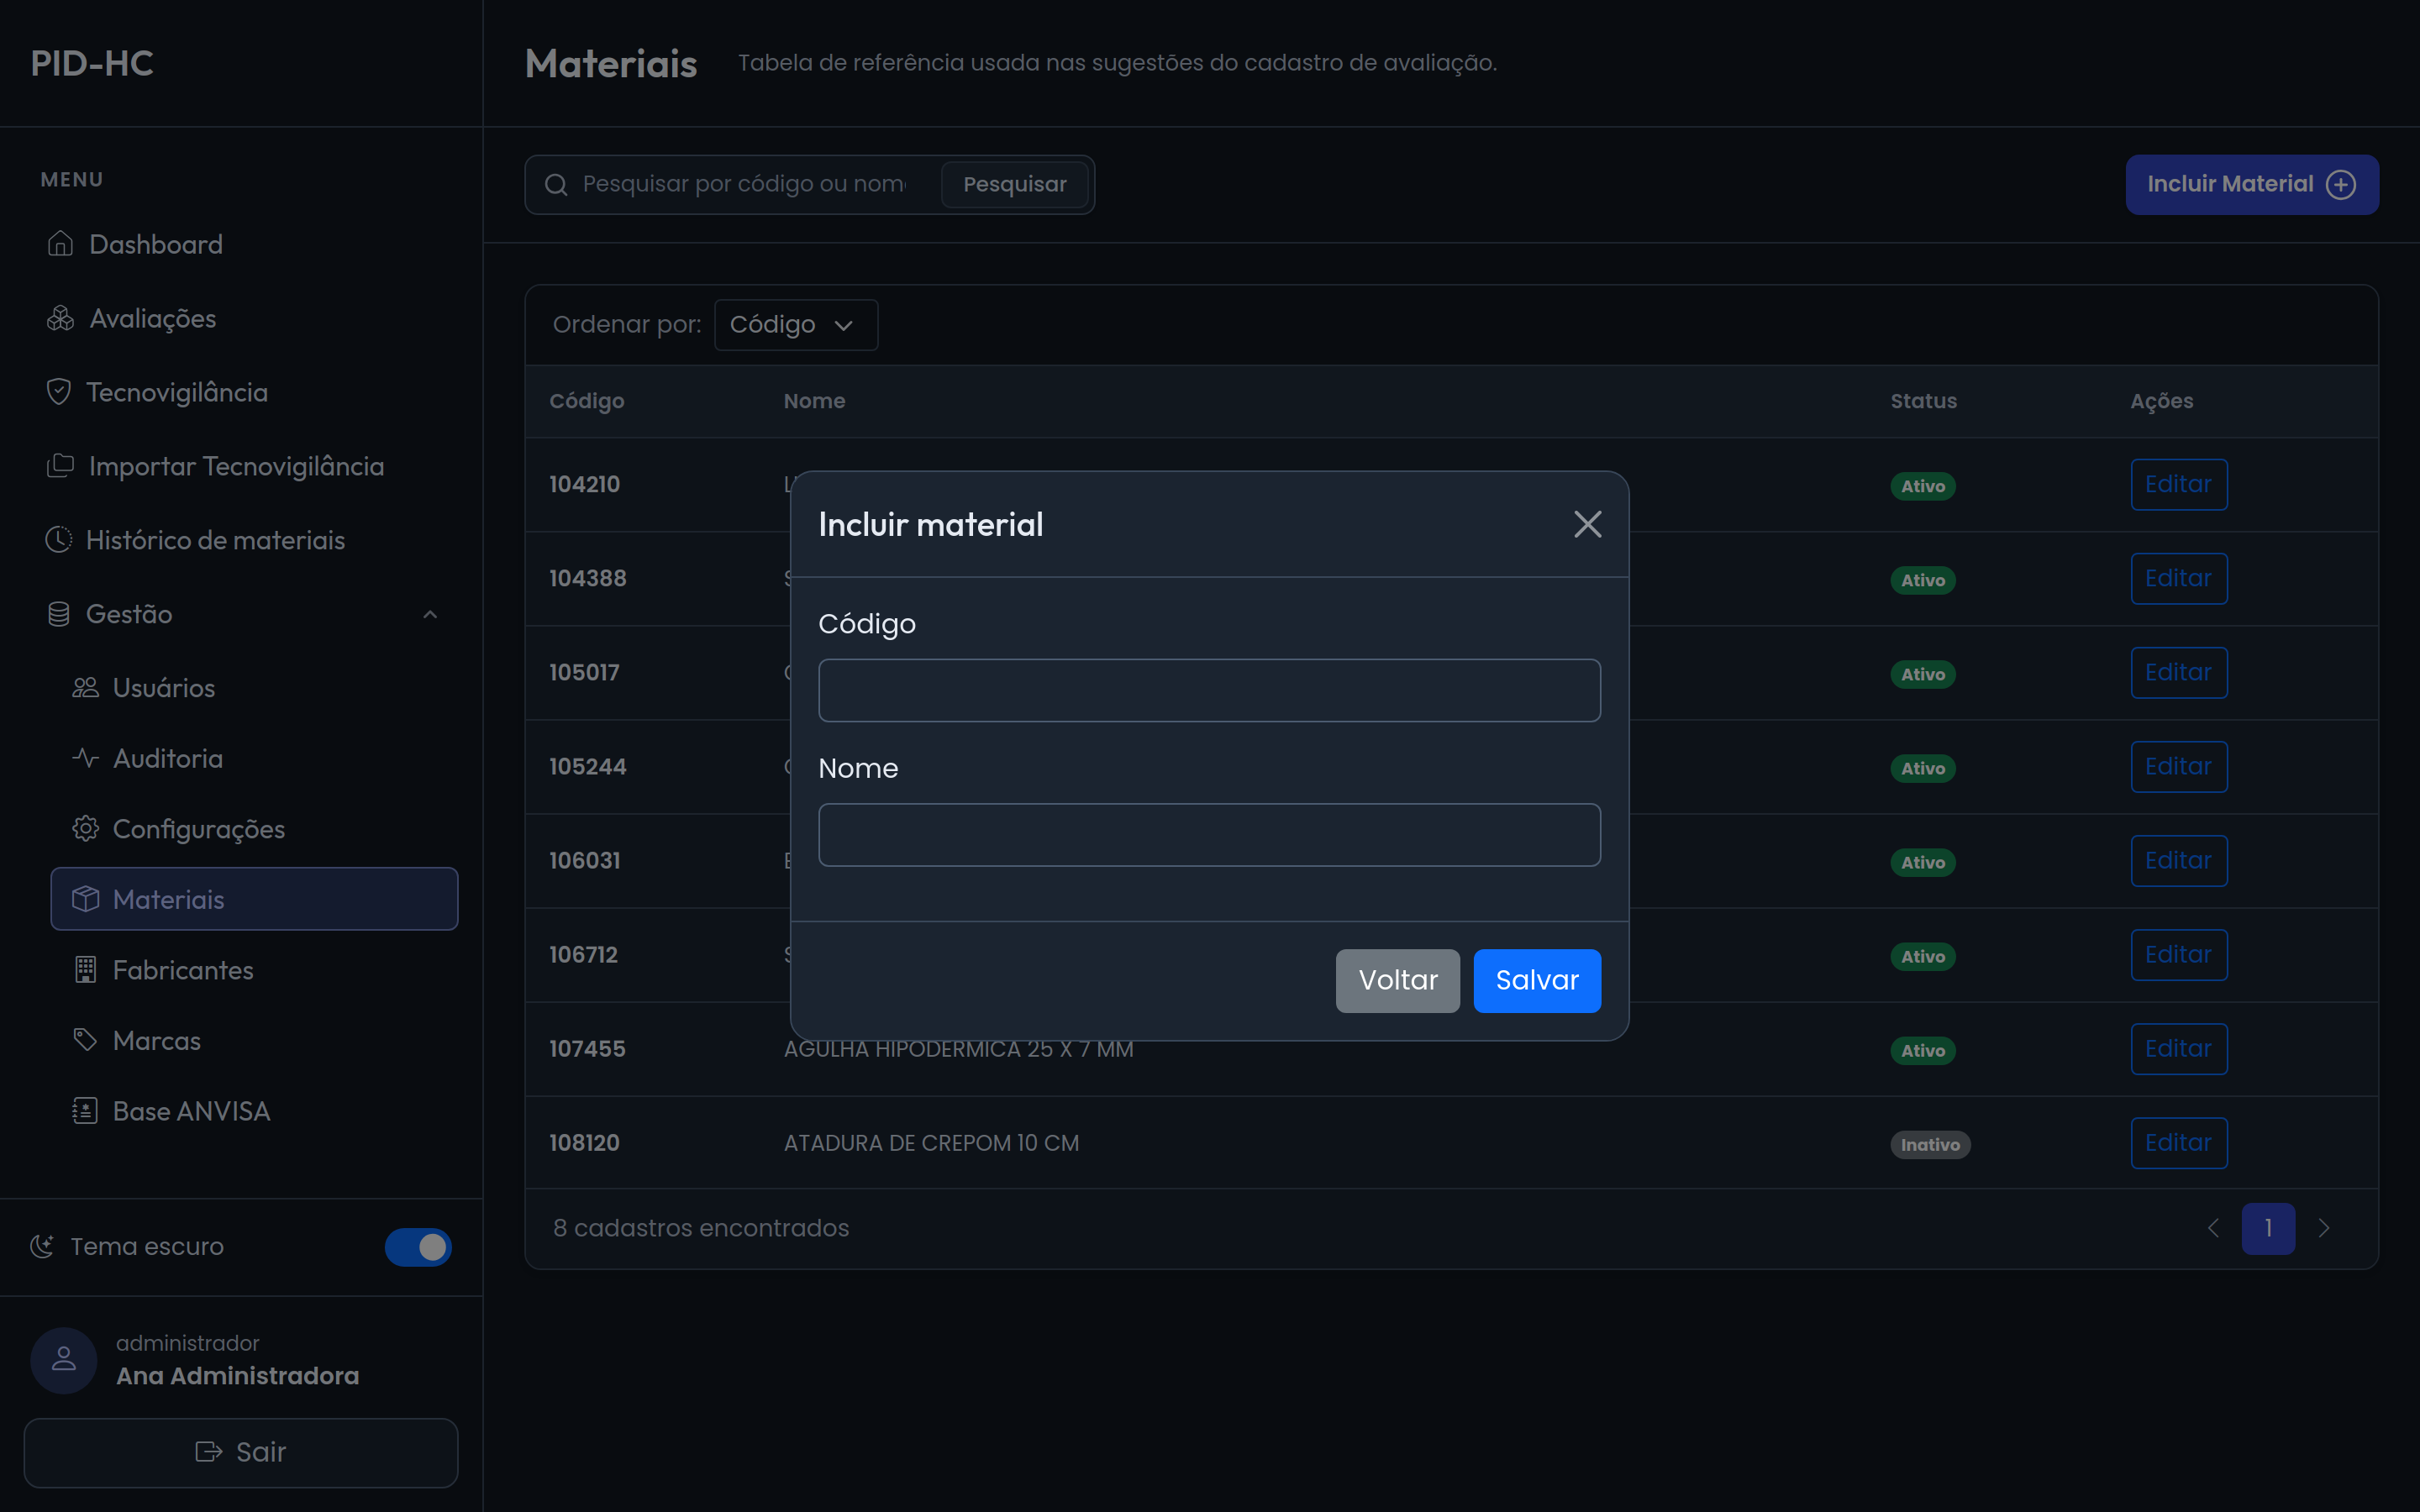 PID-HC
Materiais
Tabela de referência usada nas sugestões do cadastro de avaliação.
MENU
Dashboard
Avaliações
Tecnovigilância
Importar Tecnovigilância
Histórico de materiais
Gestão
Usuários
Auditoria
Configurações
Materiais
Fabricantes
Marcas
Base ANVISA
Tema escuro
administrador
Ana Administradora
Sair
Pesquisar por código ou nom
Pesquisar
Incluir Material
Ordenar por: Código
Código Nome Status Ações
104210 Ativo Editar
104388 Ativo Editar
105017 Ativo Editar
105244 Ativo Editar
106031 Ativo Editar
106712 Ativo Editar
107455 AGULHA HIPODERMICA 25 X 7 MM Ativo Editar
108120 ATADURA DE CREPOM 10 CM Inativo Editar
8 cadastros encontrados
1
Incluir material
Código
Nome
Voltar
Salvar